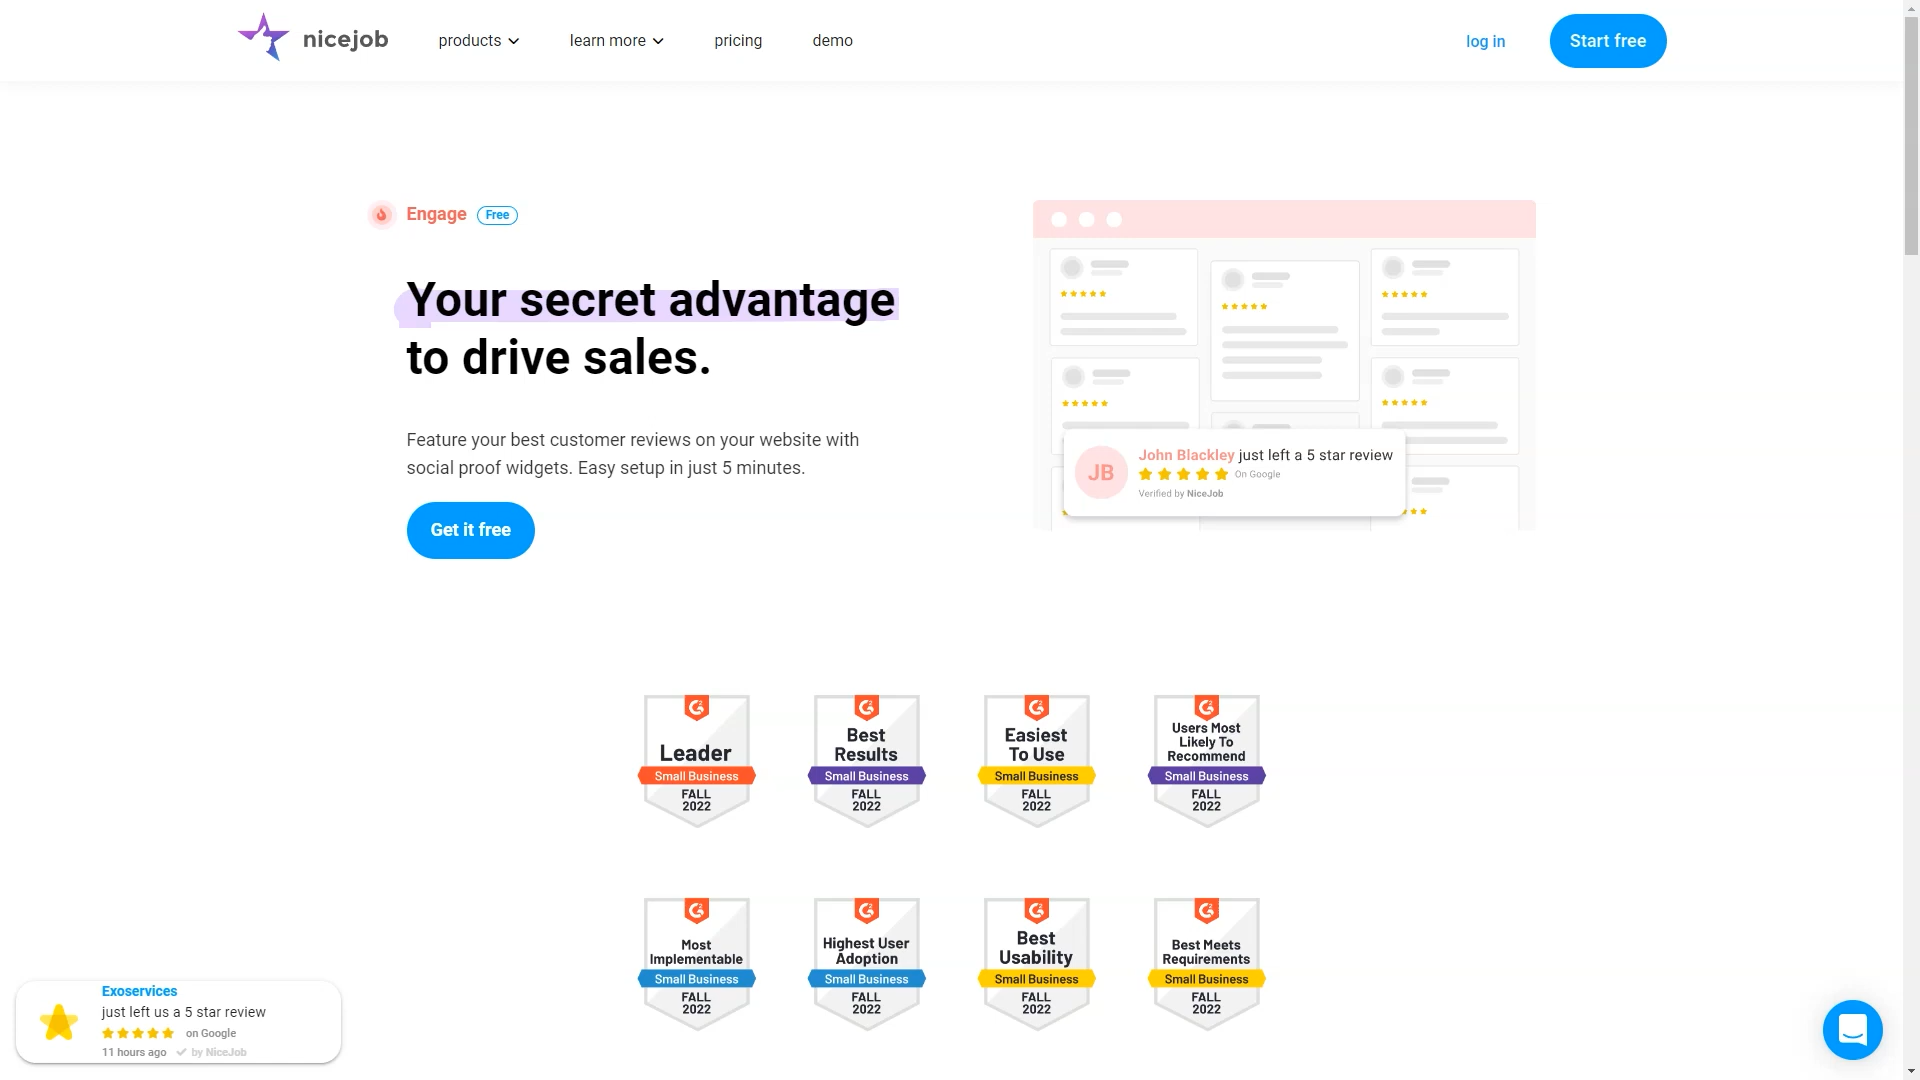 nicejob
products
learn more
pricing
demo
log in
Start free
Engage
Free
Your secret advantage
to drive sales.
Feature your best customer reviews on your website with
social proof widgets. Easy setup in just 5 minutes.
Get it free
JB
John Blackley just left a 5 star review
On Google
Verified by NiceJob
Leader
Small Business
FALL
2022
Best
Results
Small Business
FALL
2022
Easiest
To Use
Small Business
FALL
2022
Users Most
Likely To
Recommend
Small Business
FALL
2022
Most
Implementable
Small Business
FALL
2022
Highest User
Adoption
Small Business
FALL
2022
Best
Usability
Small Business
FALL
2022
Best Meets
Requirements
Small Business
FALL
2022
Exoservices
just left us a 5 star review
on Google
11 hours ago
by NiceJob